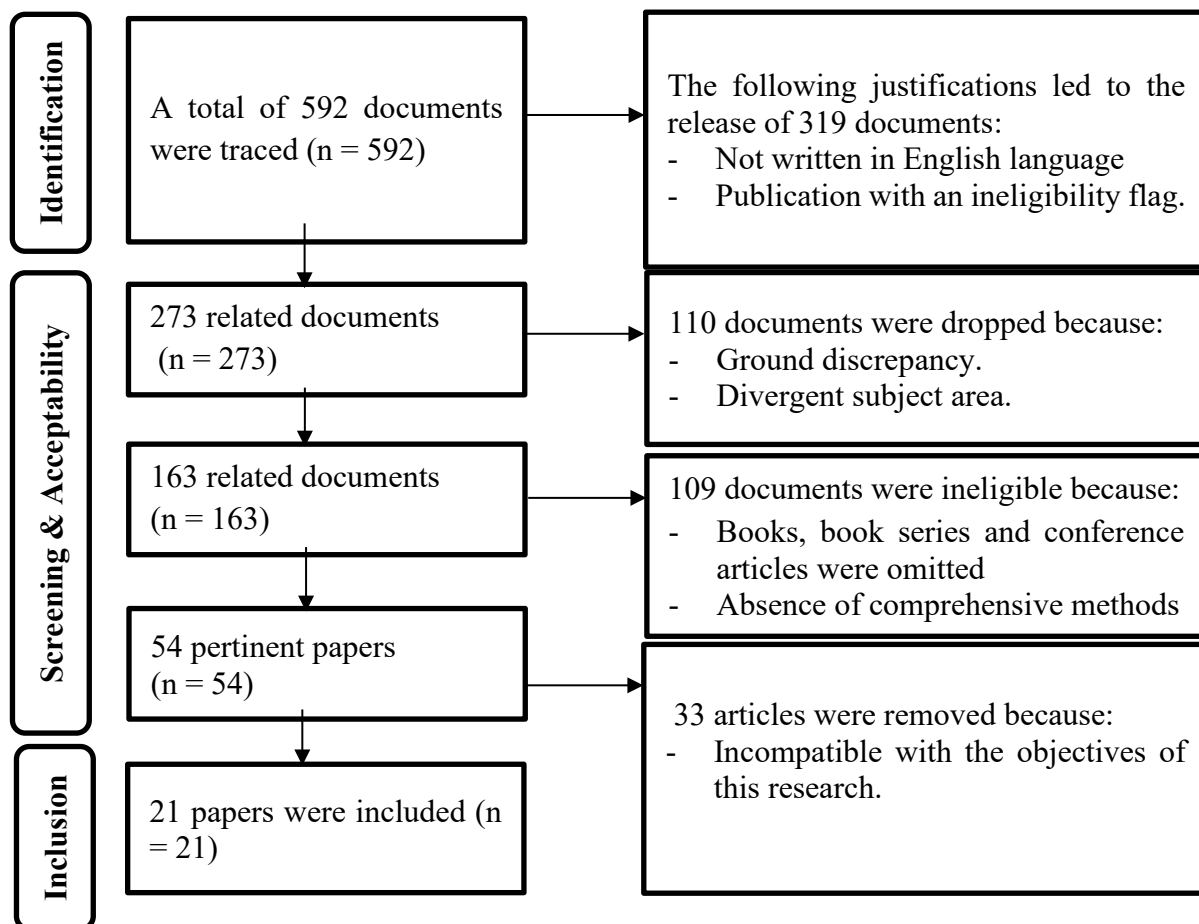 Identification
A total of 592 documents
were traced (n = 592)
The following justifications led to the
release of 319 documents:
- Not written in English language
- Publication with an ineligibility flag.
Screening & Acceptability
273 related documents
(n = 273)
110 documents were dropped because:
- Ground discrepancy.
- Divergent subject area.
163 related documents
(n = 163)
109 documents were ineligible because:
- Books, book series and conference
articles were omitted
- Absence of comprehensive methods
54 pertinent papers
(n = 54)
33 articles were removed because:
- Incompatible with the objectives of
this research.
Inclusion
21 papers were included (n
= 21)